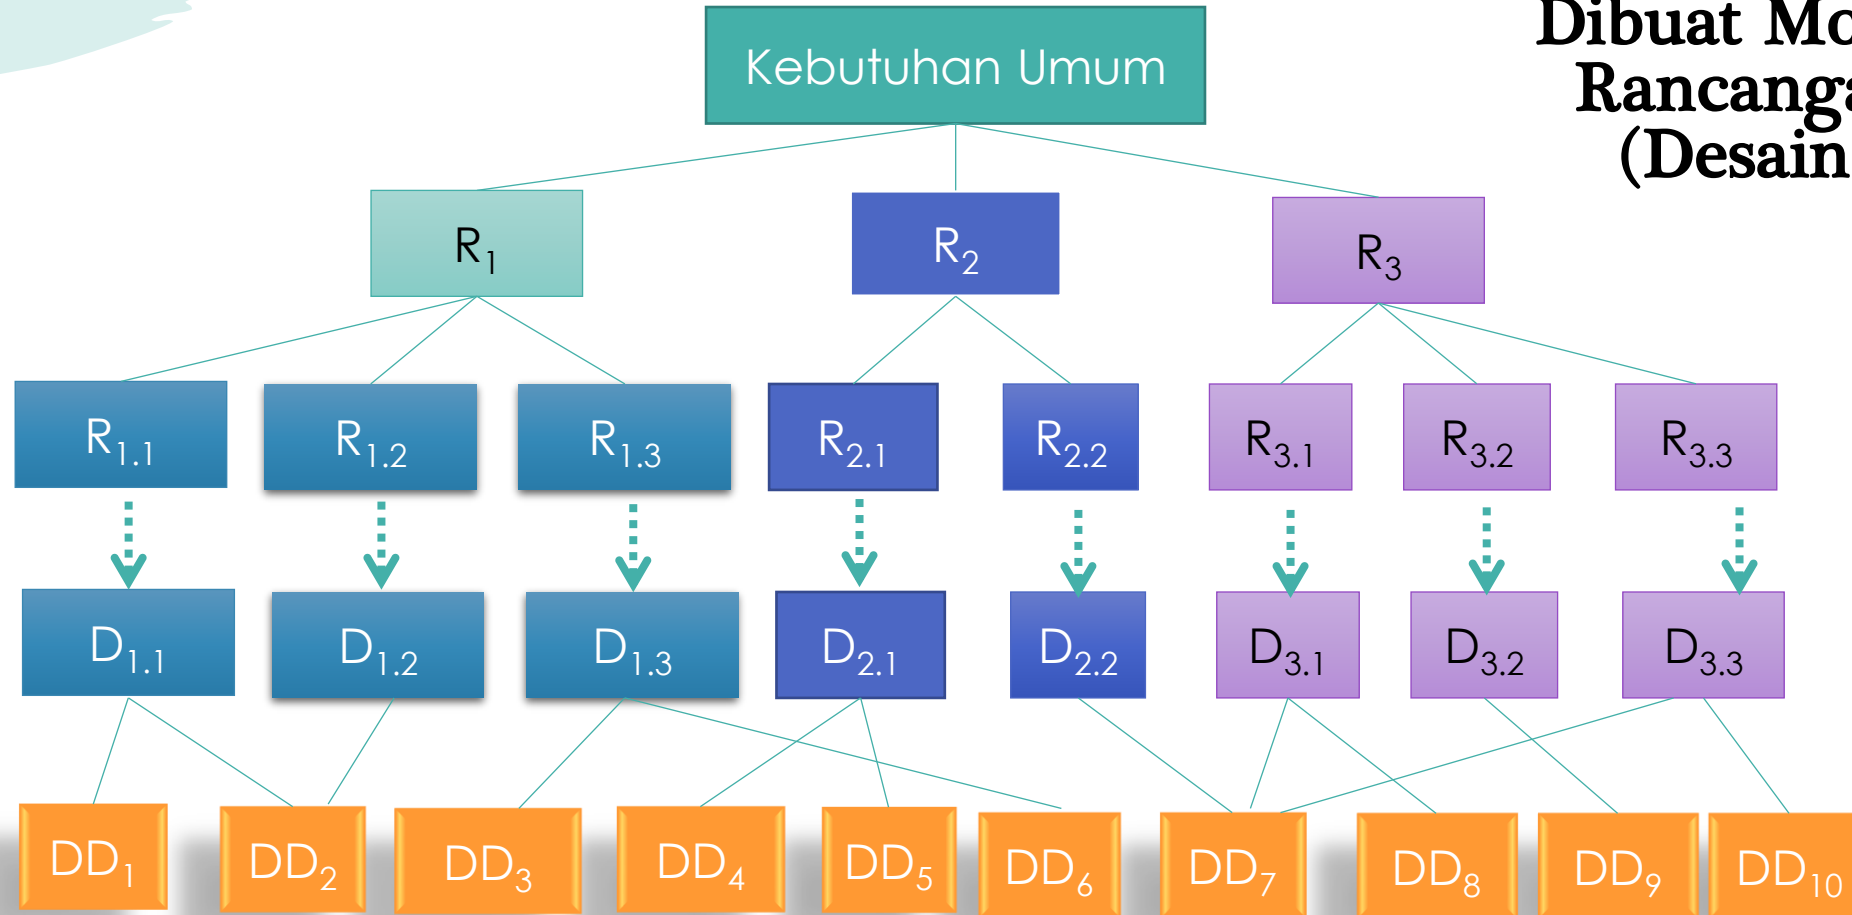 Dibuat
Rancanga
(Desain
Kebutuhan Umum
R₁
R₂
R₃
R₁.₁
R₁.₂
R₁.₃
R₂.₁
R₂.₂
R₃.₁
R₃.₂
R₃.₃
D₁.₁
D₁.₂
D₁.₃
D₂.₁
D₂.₂
D₃.₁
D₃.₂
D₃.₃
DD₁
DD₂
DD₃
DD₄
DD₅
DD₆
DD₇
DD₈
DD₉
DD₁₀